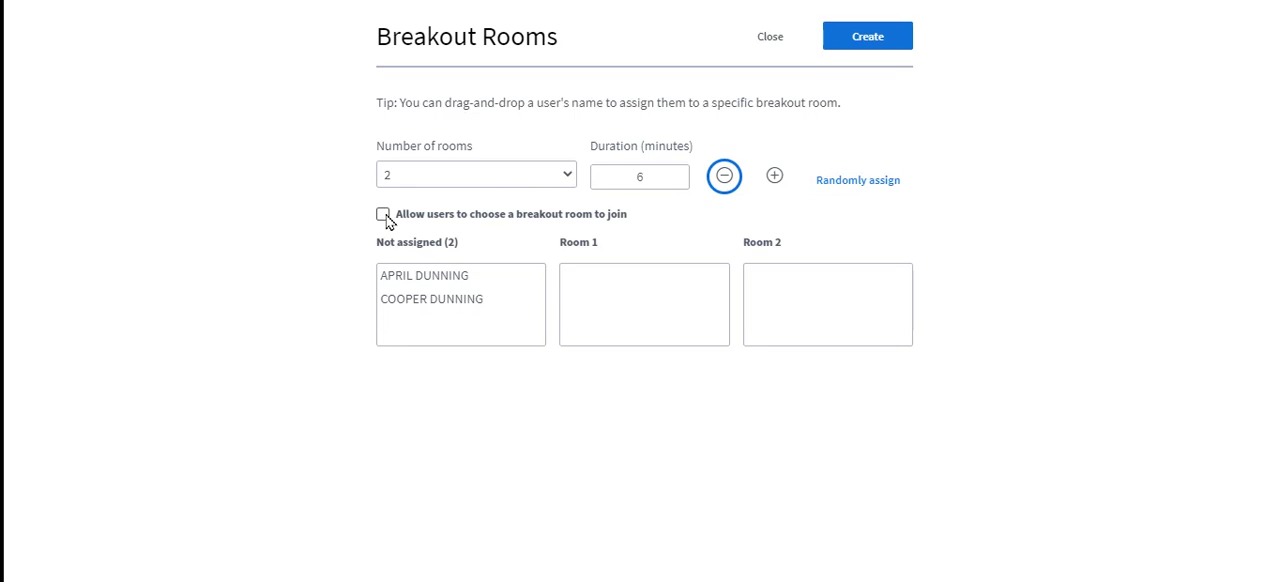 Breakout Rooms
Close
Create
Tip: You can drag-and-drop a user's name to assign them to a specific breakout room.
Number of rooms
Duration (minutes)
2
6
Randomly assign
Allow users to choose a breakout room to join
Not assigned (2)
Room 1
Room 2
APRIL DUNNING
COOPER DUNNING